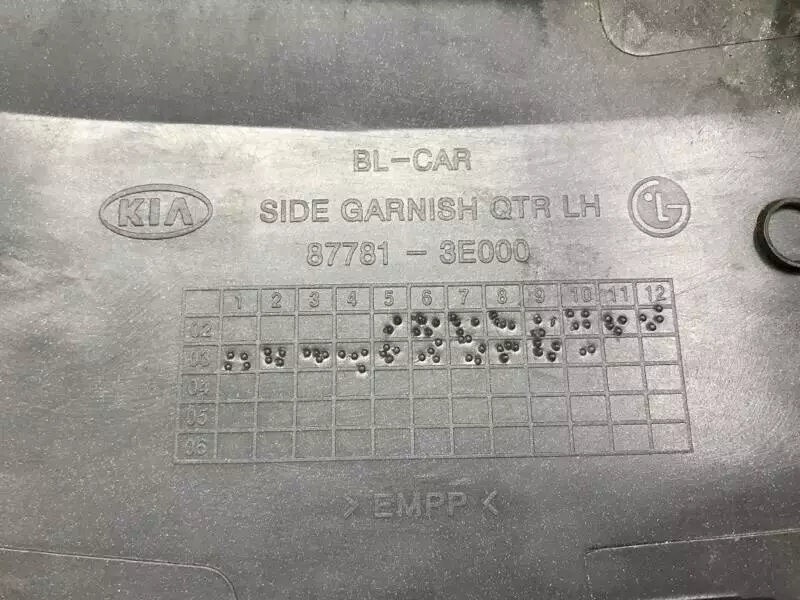 BL-CAR
KIA SIDE GARNISH QTR LH LG
87781-3E000
1 2 3 4 5 6 7 8 9 10 11 12
02
03
04
05
06
> EMPP <